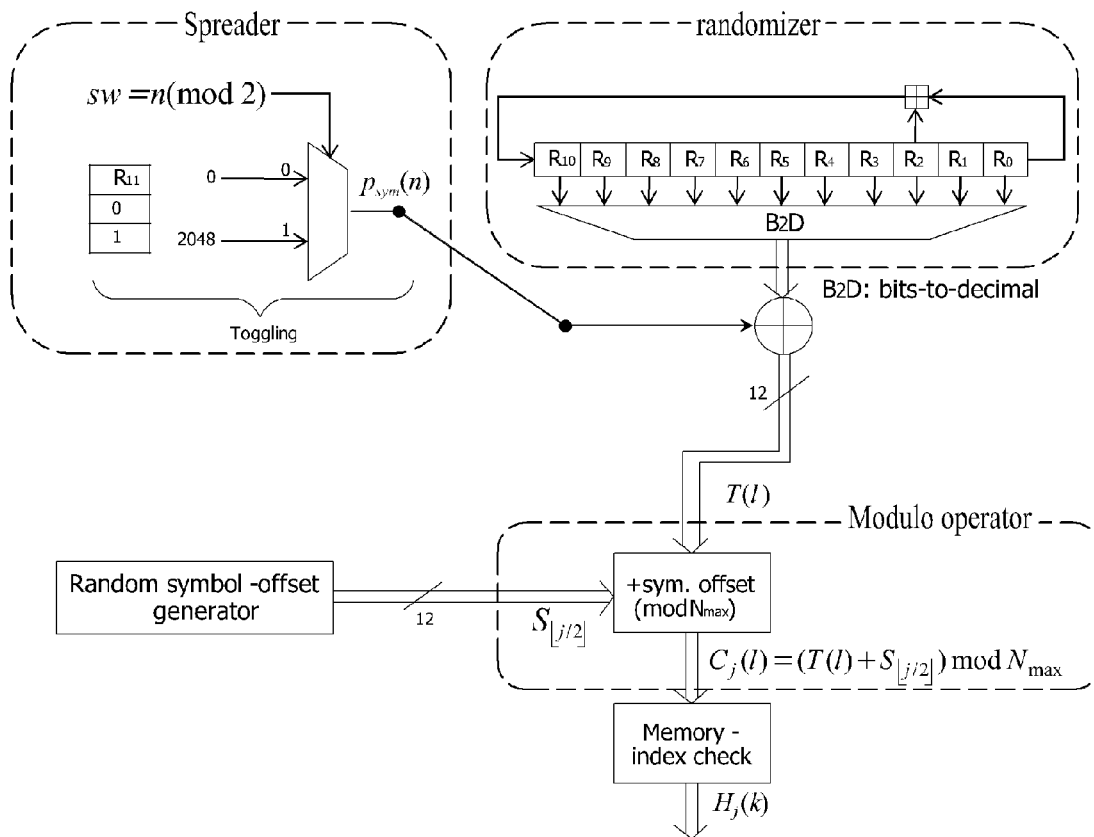 Spreader
sw = n(mod 2)
R11
0
1
0
2048
0
1
p_sym(n)
Toggling
randomizer
R10 R9 R8 R7 R6 R5 R4 R3 R2 R1 R0
B2D
B2D: bits-to-decimal
12
T(l)
Modulo operator
Random symbol -offset
generator
12
S⌊j/2⌋
+sym. offset
(modNmax)
C_j(l) = (T(l) + S⌊j/2⌋) mod N_max
Memory -
index check
H_j(k)